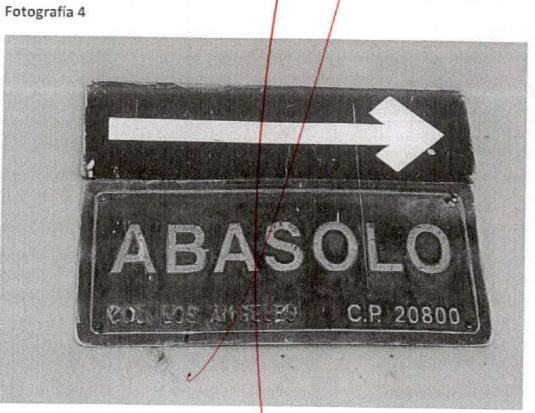 Fotografía 4
ABASOLO
COL. LOS ANGELES C.P. 20800